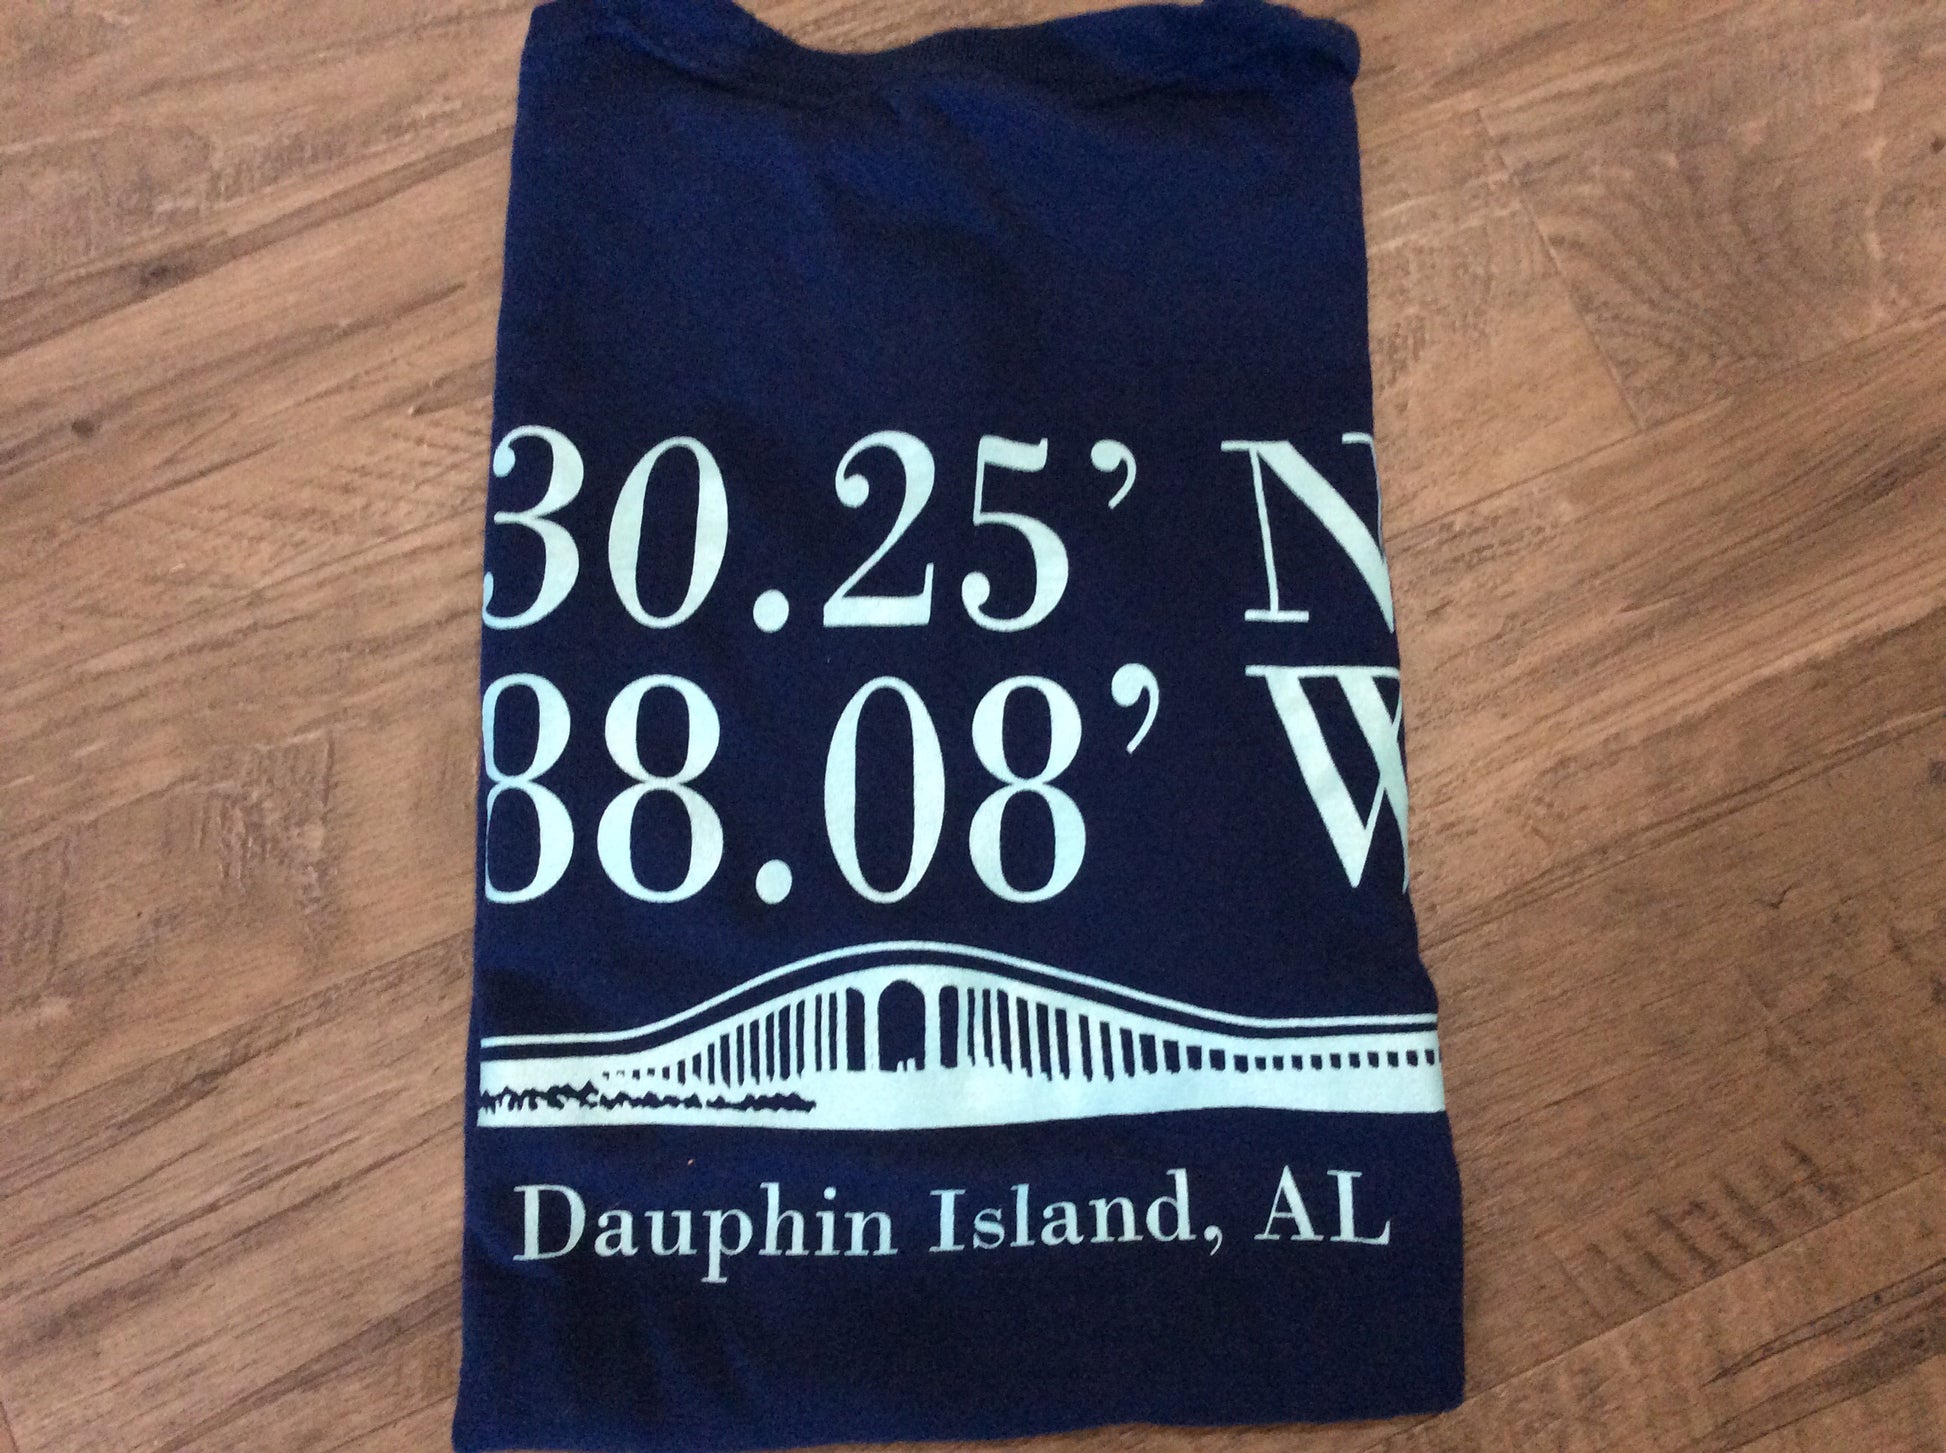 30.25’ N
88.08’ W
Dauphin Island, AL